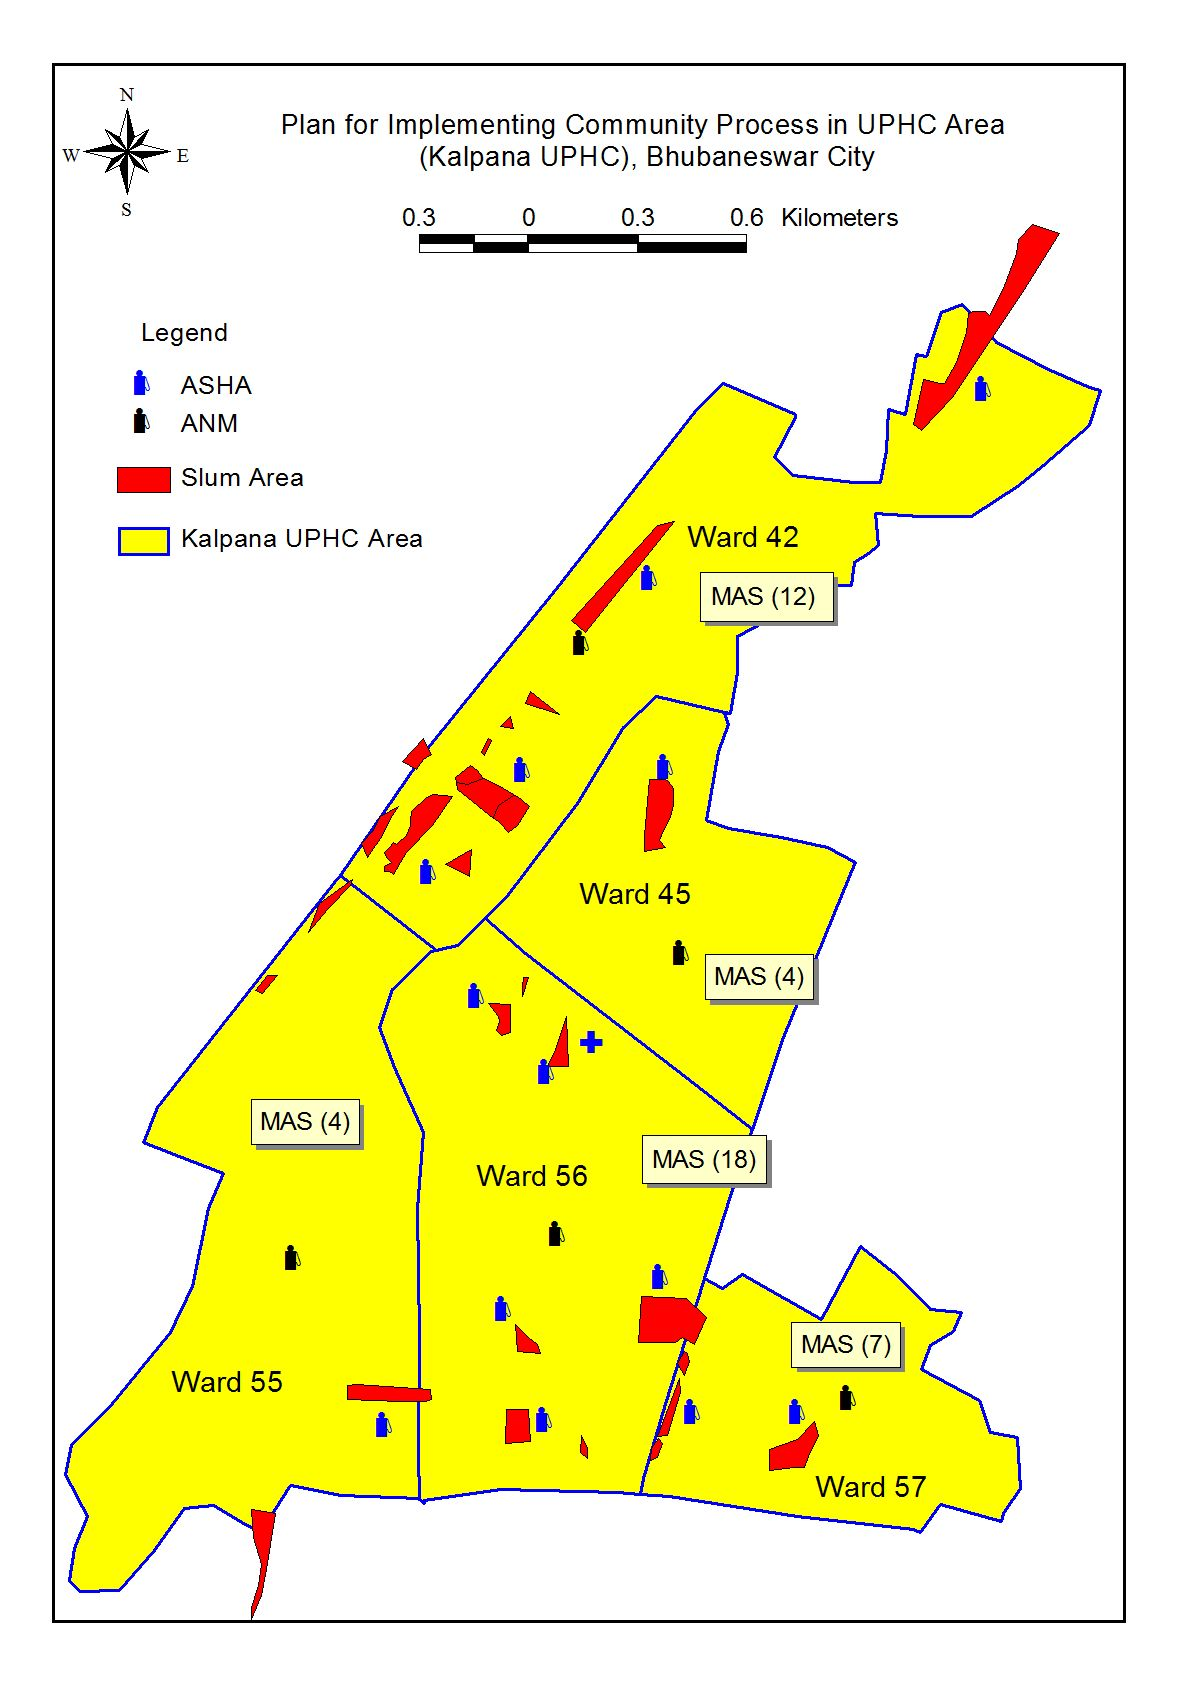 N
W E
S
Plan for Implementing Community Process in UPHC Area
(Kalpana UPHC), Bhubaneswar City
0.3 0 0.3 0.6 Kilometers
Legend
ASHA
ANM
Slum Area
Kalpana UPHC Area
Ward 42
MAS (12)
Ward 45
MAS (4)
MAS (4)
MAS (18)
Ward 56
MAS (7)
Ward 55
Ward 57